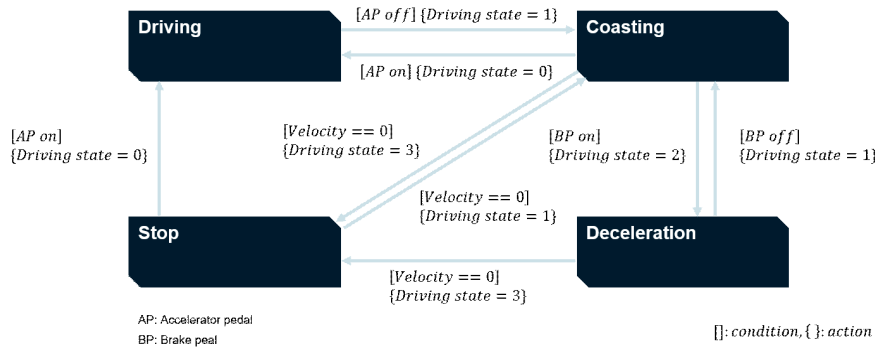 Driving
[AP off] {Driving state = 1}
Coasting
[AP on] {Driving state = 0}
[AP on]
{Driving state = 0}
[Velocity == 0]
{Driving state = 3}
[BP on]
{Driving state = 2}
[BP off]
{Driving state = 1}
[Velocity == 0]
{Driving state = 1}
Stop
Deceleration
[Velocity == 0]
{Driving state = 3}
AP: Accelerator pedal
BP: Brake peal
[]: condition, { }: action